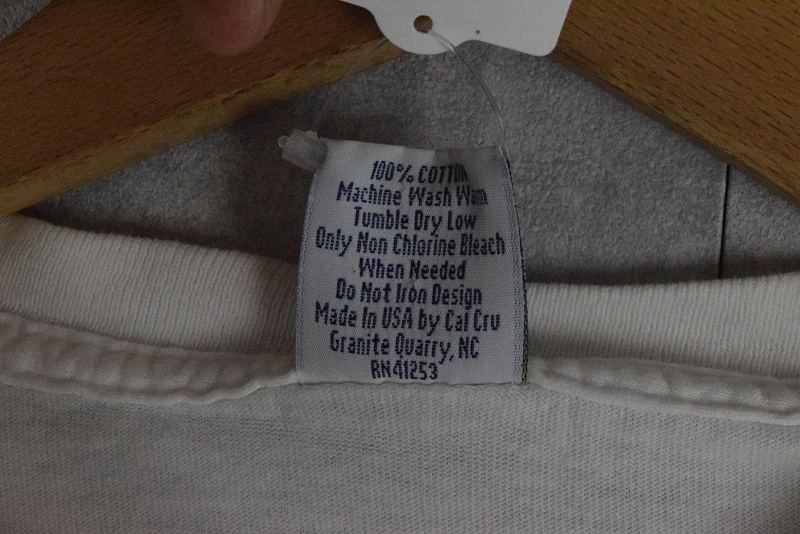 100% COTTON
Machine Wash Wam
Tumble Dry Low
Only Non Chlorine Bleach
When Needed
Do Not Iron Design
Made In USA by Cal Cru
Granite Quarry, NC
RN41253